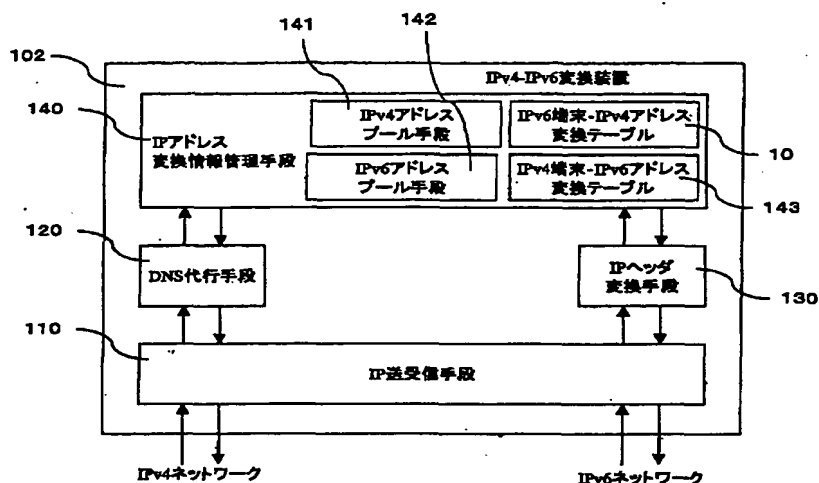 141
142
102
IPv4-IPv6変換装置
140
IPアドレス
変換情報管理手段
IPv4アドレス
プール手段
IPv6端末-IPv4アドレス
変換テーブル
10
IPv6アドレス
プール手段
IPv4端末-IPv6アドレス
変換テーブル
143
120
DNS代行手段
IPヘッダ
変換手段
130
110
IP送受信手段
IPv4ネットワーク
IPv6ネットワーク